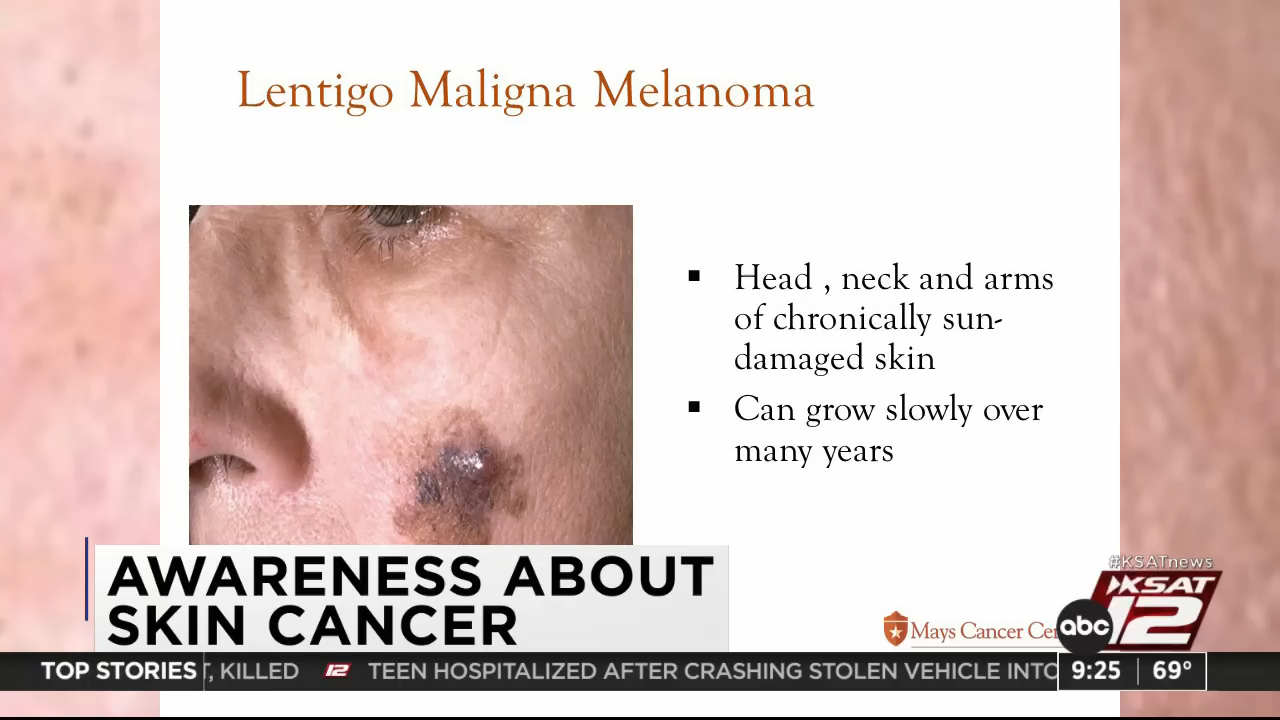 Lentigo Maligna Melanoma
▪ Head , neck and arms
of chronically sun-
damaged skin
▪ Can grow slowly over
many years
AWARENESS ABOUT
SKIN CANCER
#KSATnews
KSAT
12
abc
Mays Cancer Cen
TOP STORIES , KILLED 12 TEEN HOSPITALIZED AFTER CRASHING STOLEN VEHICLE INTO 9:25 69°